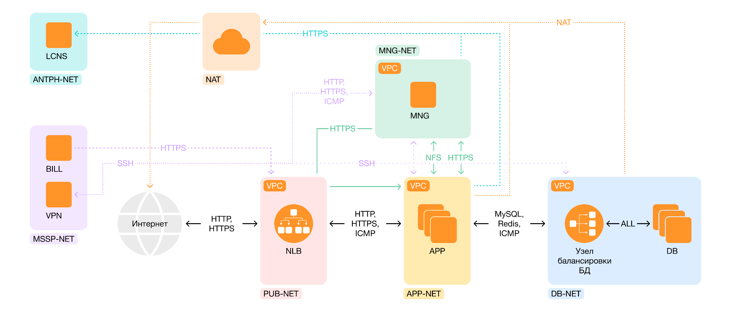 LCNS
ANTPH-NET
NAT
HTTPS
NAT
MNG-NET
VPC
MNG
HTTP,
HTTPS,
ICMP
HTTPS
BILL
VPN
MSSP-NET
HTTPS
SSH
NFS
HTTPS
SSH
Интернет
HTTP,
HTTPS
VPC
NLB
PUB-NET
HTTP,
HTTPS,
ICMP
VPC
APP
APP-NET
MySQL,
Redis,
ICMP
VPC
Узел
балансировки
БД
ALL
DB
DB-NET